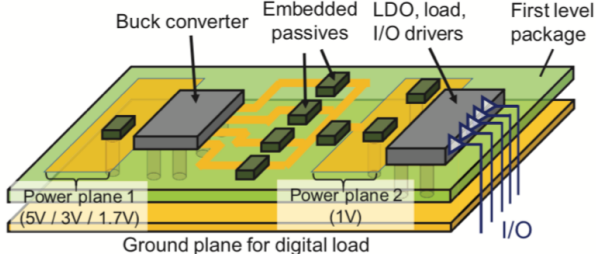 Buck converter
Embedded
passives
LDO, load,
I/O drivers
First level
package
Power plane 1
(5V / 3V / 1.7V)
Power plane 2
(1V)
I/O
Ground plane for digital load